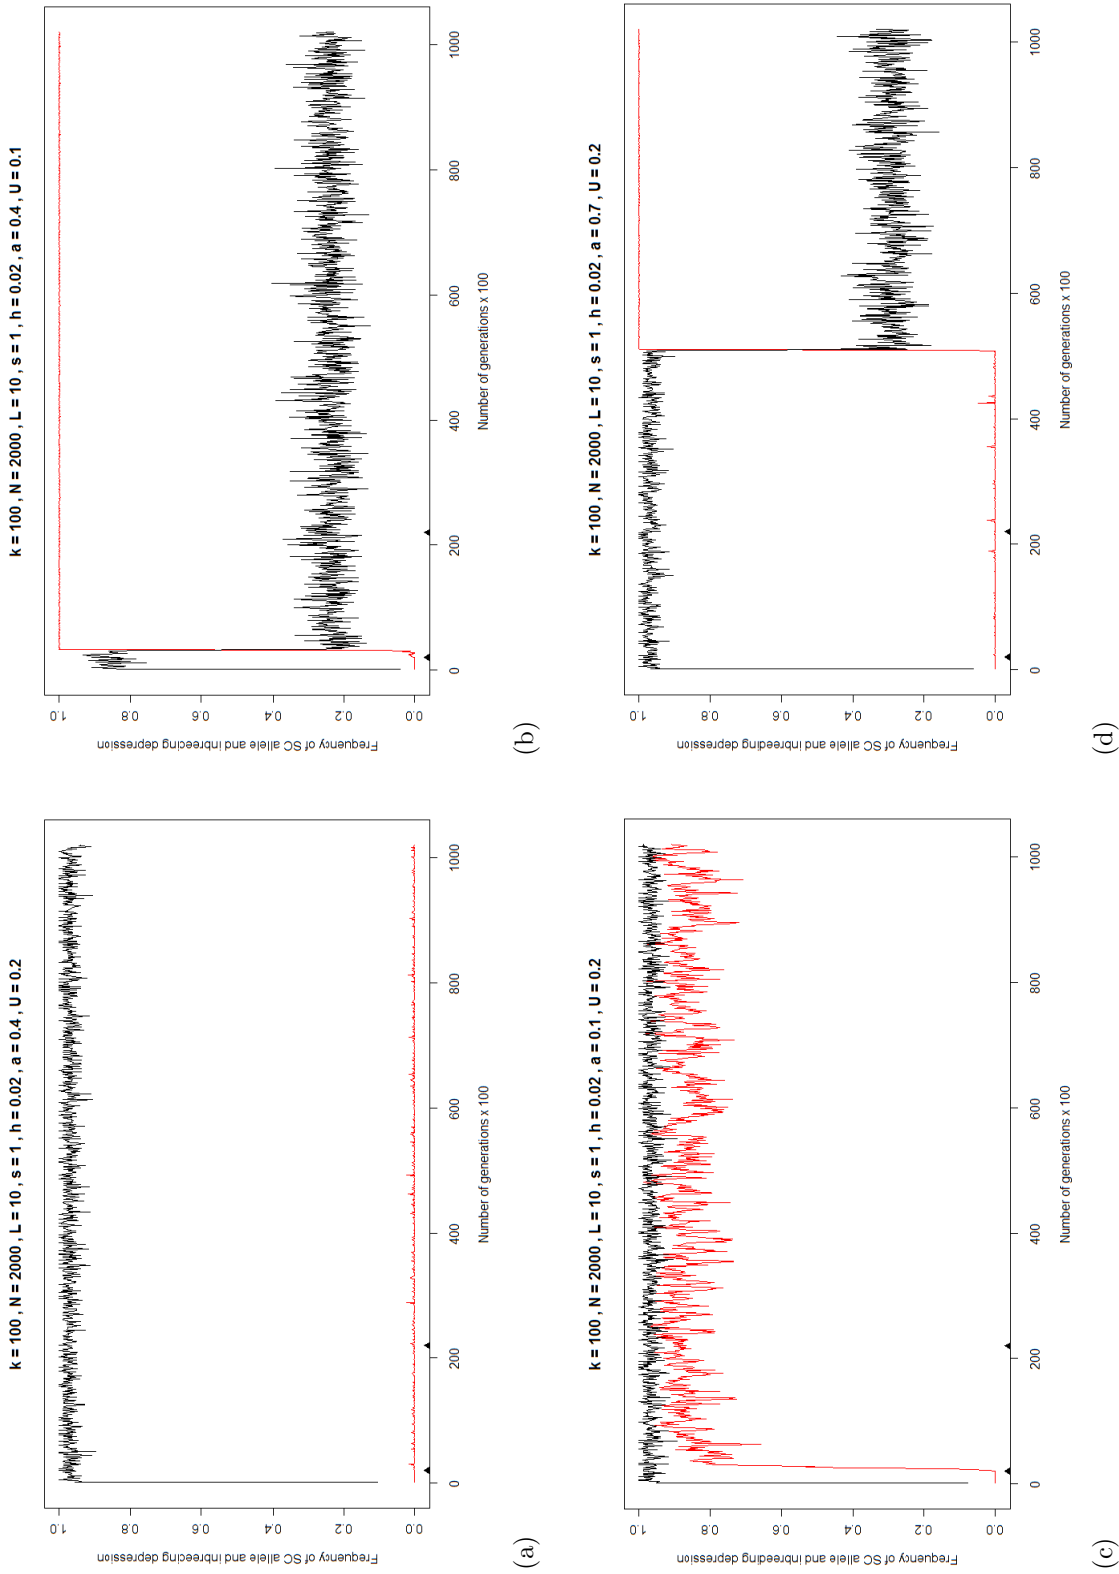 k = 100 , N = 2000 , L = 10 , s = 1 , h = 0.02 , a = 0.4 , U = 0.2
Frequency of SC allele and inbreeding depression
1.0
0.8
0.6
0.4
0.2
0.0
0 200 400 600 800 1000
Number of generations x 100
(a)
k = 100 , N = 2000 , L = 10 , s = 1 , h = 0.02 , a = 0.4 , U = 0.1
Frequency of SC allele and inbreeding depression
1.0
0.8
0.6
0.4
0.2
0.0
0 200 400 600 800 1000
Number of generations x 100
(b)
k = 100 , N = 2000 , L = 10 , s = 1 , h = 0.02 , a = 0.1 , U = 0.2
Frequency of SC allele and inbreeding depression
1.0
0.8
0.6
0.4
0.2
0.0
0 200 400 600 800 1000
Number of generations x 100
(c)
k = 100 , N = 2000 , L = 10 , s = 1 , h = 0.02 , a = 0.7 , U = 0.2
Frequency of SC allele and inbreeding depression
1.0
0.8
0.6
0.4
0.2
0.0
0 200 400 600 800 1000
Number of generations x 100
(d)